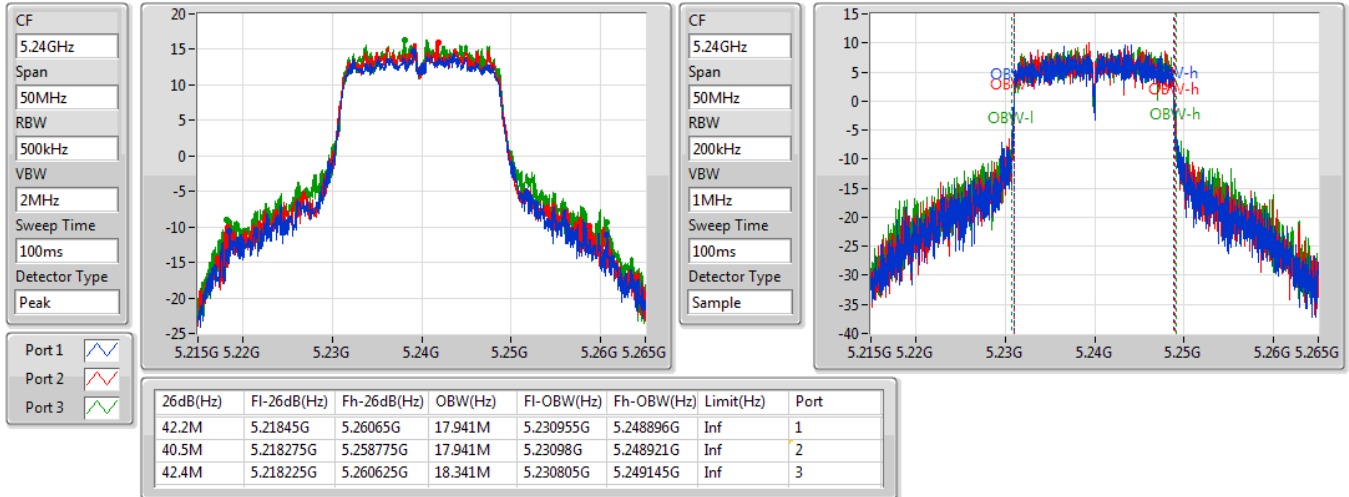 CF
5.24GHz
Span
50MHz
RBW
500kHz
VBW
2MHz
Sweep Time
100ms
Detector Type
Peak
20
15
10
5
0
-5
-10
-15
-20
-25
5.215G 5.22G 5.23G 5.24G 5.25G 5.26G 5.265G
CF
5.24GHz
Span
50MHz
RBW
200kHz
VBW
1MHz
Sweep Time
100ms
Detector Type
Sample
15
10
5
0
-5
-10
-15
-20
-25
-30
-35
-40
OBW-l
OBW-h
5.215G 5.22G 5.23G 5.24G 5.25G 5.26G 5.265G
Port 1
Port 2
Port 3
26dB(Hz) Fl-26dB(Hz) Fh-26dB(Hz) OBW(Hz) Fl-OBW(Hz) Fh-OBW(Hz) Limit(Hz) Port
42.2M 5.21845G 5.26065G 17.941M 5.230955G 5.248896G Inf 1
40.5M 5.218275G 5.258775G 17.941M 5.23098G 5.248921G Inf 2
42.4M 5.218225G 5.260625G 18.341M 5.230805G 5.249145G Inf 3